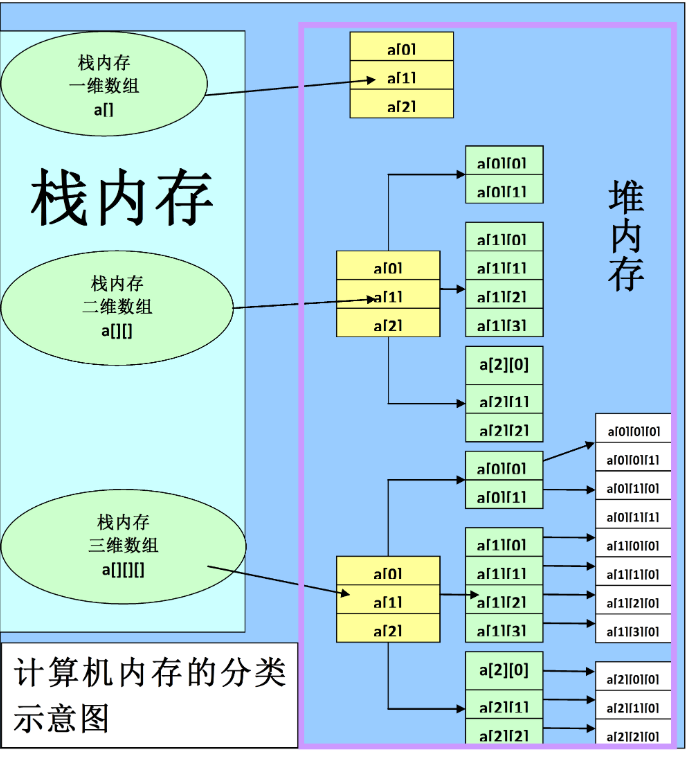 栈内存
一维数组
a[]
a[0]
a[1]
a[2]
栈内存
堆内存
a[0][0]
a[0][1]
栈内存
二维数组
a[][]
a[0]
a[1]
a[2]
a[1][0]
a[1][1]
a[1][2]
a[1][3]
a[2][0]
a[2][1]
a[2][2]
栈内存
三维数组
a[][][]
a[0]
a[1]
a[2]
a[0][0]
a[0][1]
a[1][0]
a[1][1]
a[1][2]
a[1][3]
a[2][0]
a[2][1]
a[2][2]
a[0][0][0]
a[0][0][1]
a[0][1][0]
a[0][1][1]
a[1][0][0]
a[1][1][0]
a[1][2][0]
a[1][3][0]
a[2][0][0]
a[2][1][0]
a[2][2][0]
计算机内存的分类
示意图